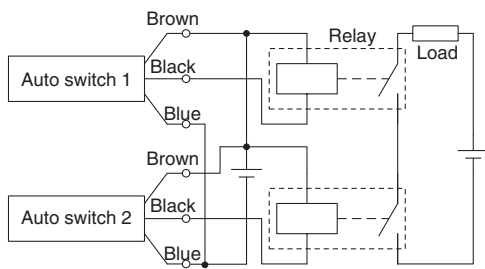 Brown
Relay
Auto switch 1
Black
Load
Blue
Brown
Auto switch 2
Black
Blue